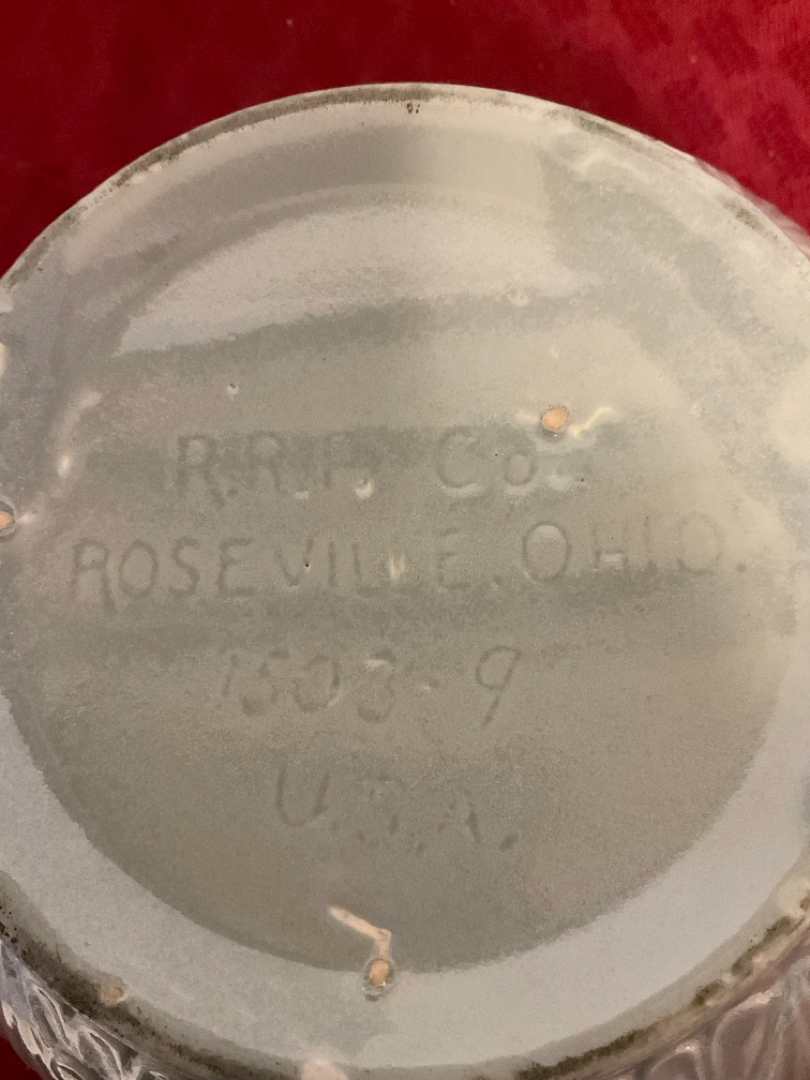 R.R.P. Co.
ROSEVILLE, OHIO.
1503-9
U.S.A.